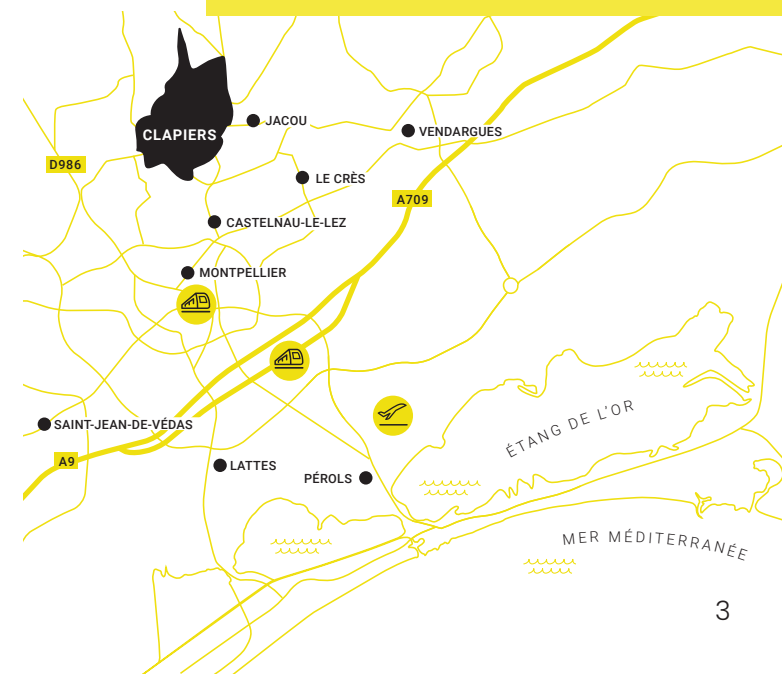 JACOU
CLAPIERS
VENDARGUES
D986
LE CRÈS
A709
CASTELNAU-LE-LEZ
MONTPELLIER
SAINT-JEAN-DE-VÉDAS
ÉTANG DE L'OR
A9
LATTES
PÉROLS
MER MÉDITERRANÉE
3